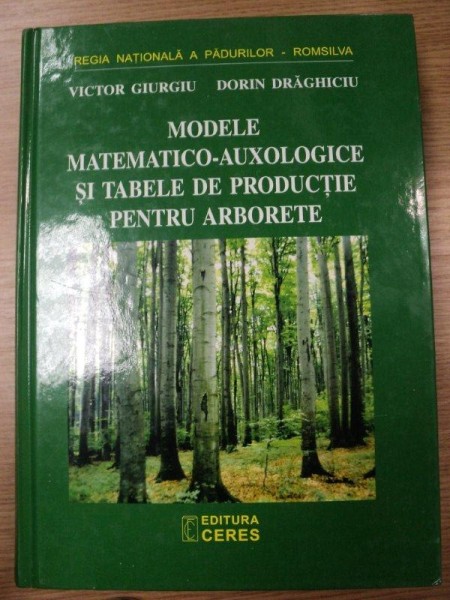 REGIA NAȚIONALĂ A PĂDURILOR - ROMSILVA
VICTOR GIURGIU DORIN DRĂGHICIU
MODELE
MATEMATICO-AUXOLOGICE
ȘI TABELE DE PRODUCȚIE
PENTRU ARBORETE
EDITURA
CERES